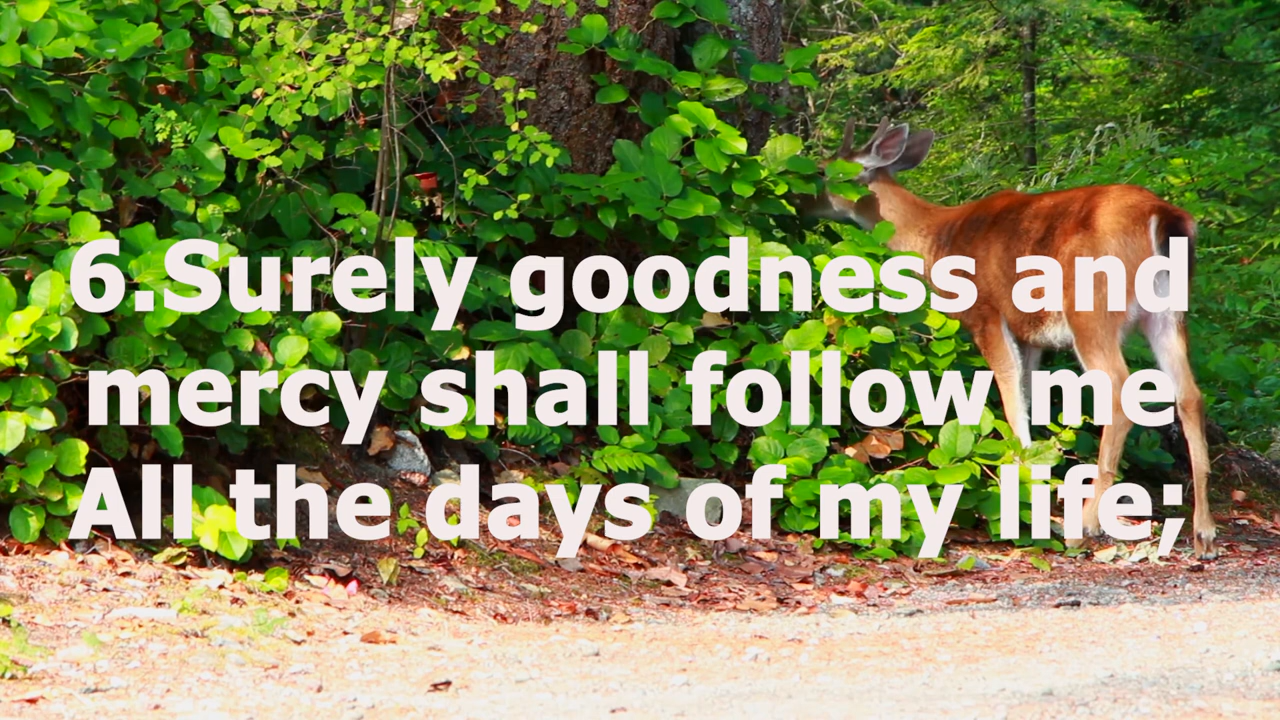 6.Surely goodness and
mercy shall follow me
All the days of my life;